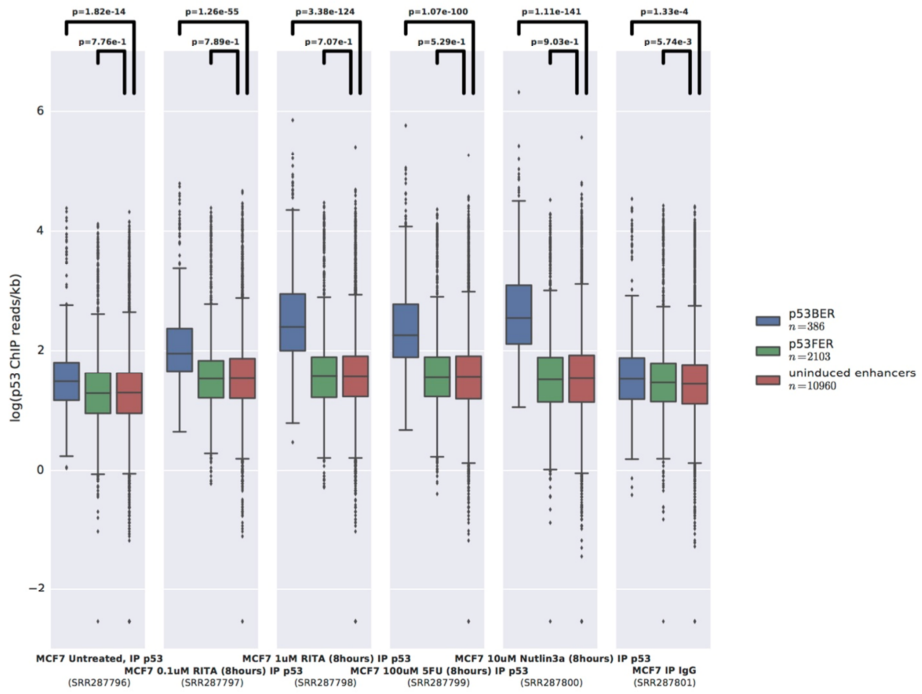 p=1.82e-14
p=1.26e-55
p=3.38e-124
p=1.07e-100
p=1.11e-141
p=1.33e-4
p=7.76e-1
p=7.89e-1
p=7.07e-1
p=5.29e-1
p=9.03e-1
p=5.74e-3
log(p53 ChIP reads/kb)
6
4
2
0
−2
p53BER
n=386
p53FER
n=2103
uninduced enhancers
n=10960
MCF7 Untreated, IP p53
(SRR287796)
MCF7 0.1uM RITA (8hours) IP p53
(SRR287797)
MCF7 1uM RITA (8hours) IP p53
(SRR287798)
MCF7 100uM 5FU (8hours) IP p53
(SRR287799)
MCF7 10uM Nutlin3a (8hours) IP p53
(SRR287800)
MCF7 IP IgG
(SRR287801)